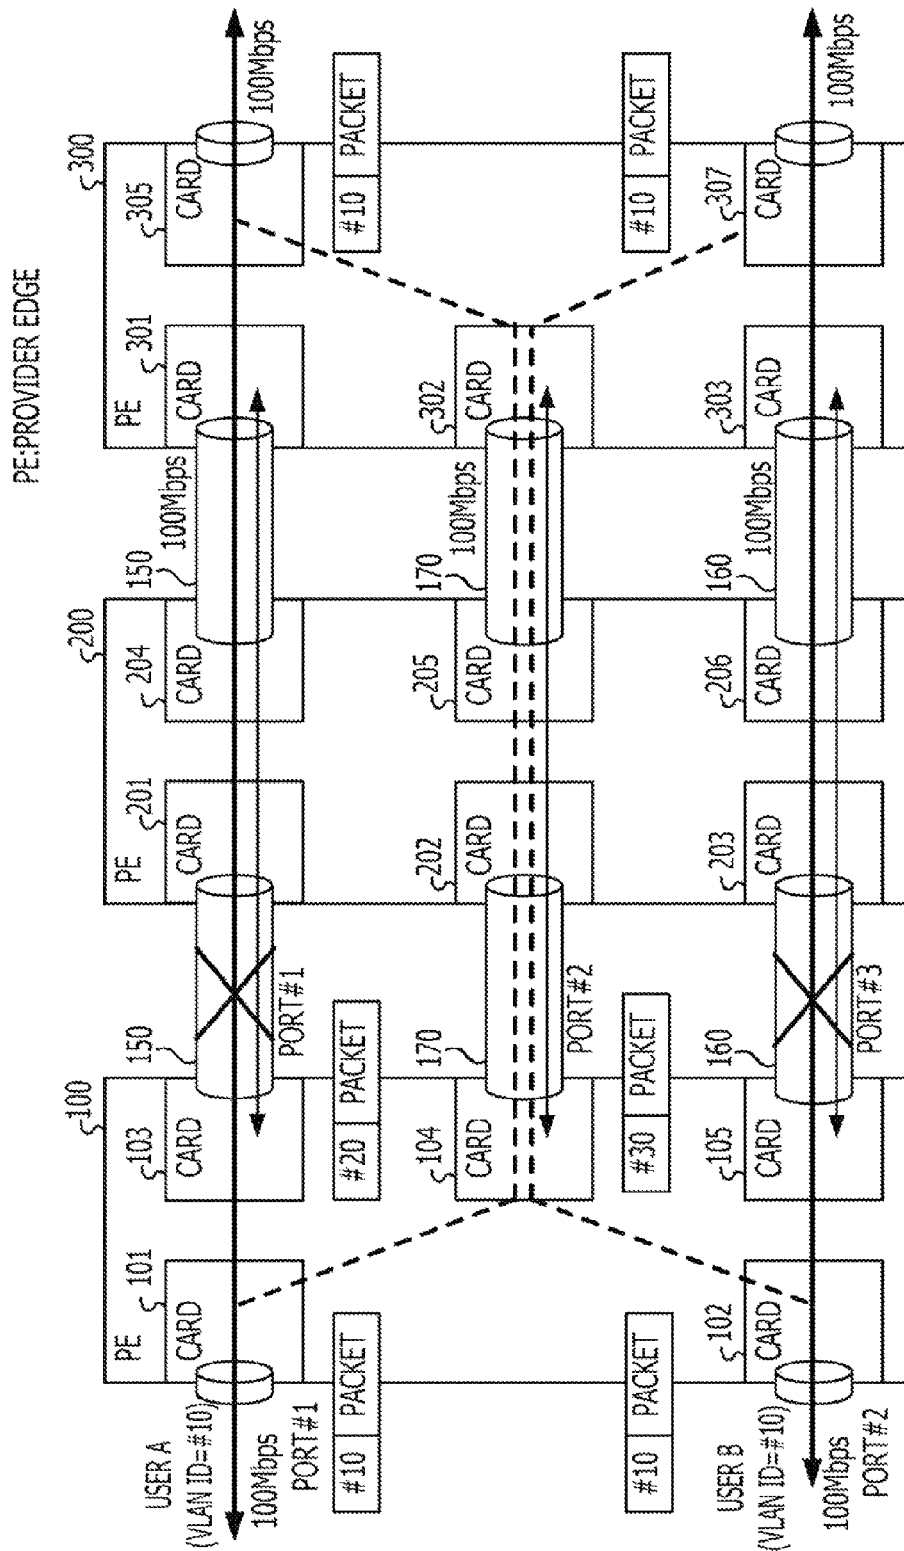 PE:PROVIDER EDGE
100
200
300
PE
101
103
PE
201
204
PE
301
305
USER A
(VLAN ID=#10)
CARD
CARD
150
CARD
CARD
150
CARD
CARD
100Mbps
PORT#1
PORT#1
100Mbps
100Mbps
#10 PACKET
#20 PACKET
#10 PACKET
104
170
202
205
170
302
CARD
CARD
CARD
CARD
PORT#2
100Mbps
#10 PACKET
#30 PACKET
#10 PACKET
102
105
160
203
206
160
303
307
USER B
(VLAN ID=#10)
CARD
CARD
CARD
CARD
CARD
CARD
100Mbps
PORT#2
PORT#3
100Mbps
100Mbps